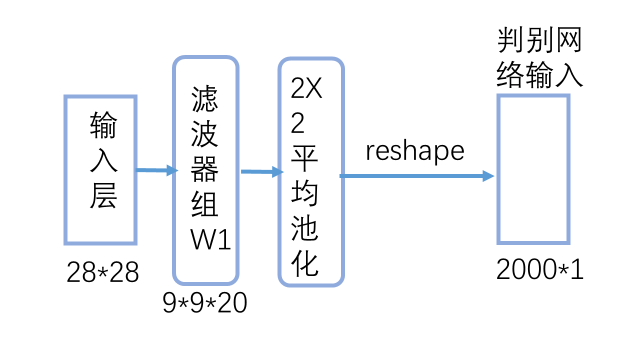 输
入
层
28*28
滤
波
器
组
W1
9*9*20
2X
2
平
均
池
化
reshape
判别网
络输入
2000*1